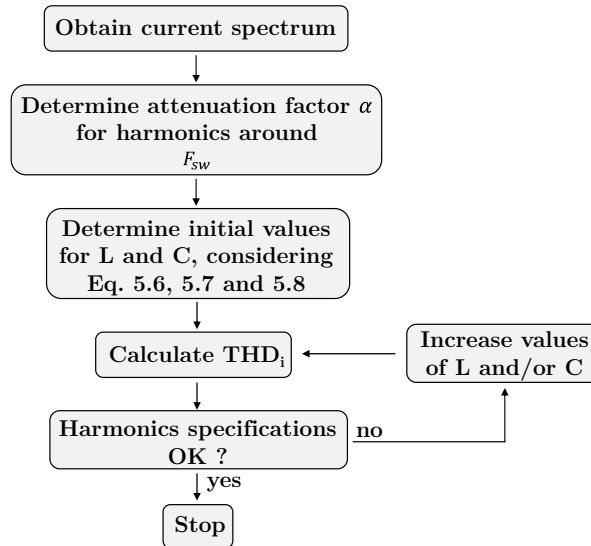 Obtain current spectrum
Determine attenuation factor α
for harmonics around
F_sw
Determine initial values
for L and C, considering
Eq. 5.6, 5.7 and 5.8
Calculate THD_i
Increase values
of L and/or C
Harmonics specifications
OK ?
no
yes
Stop